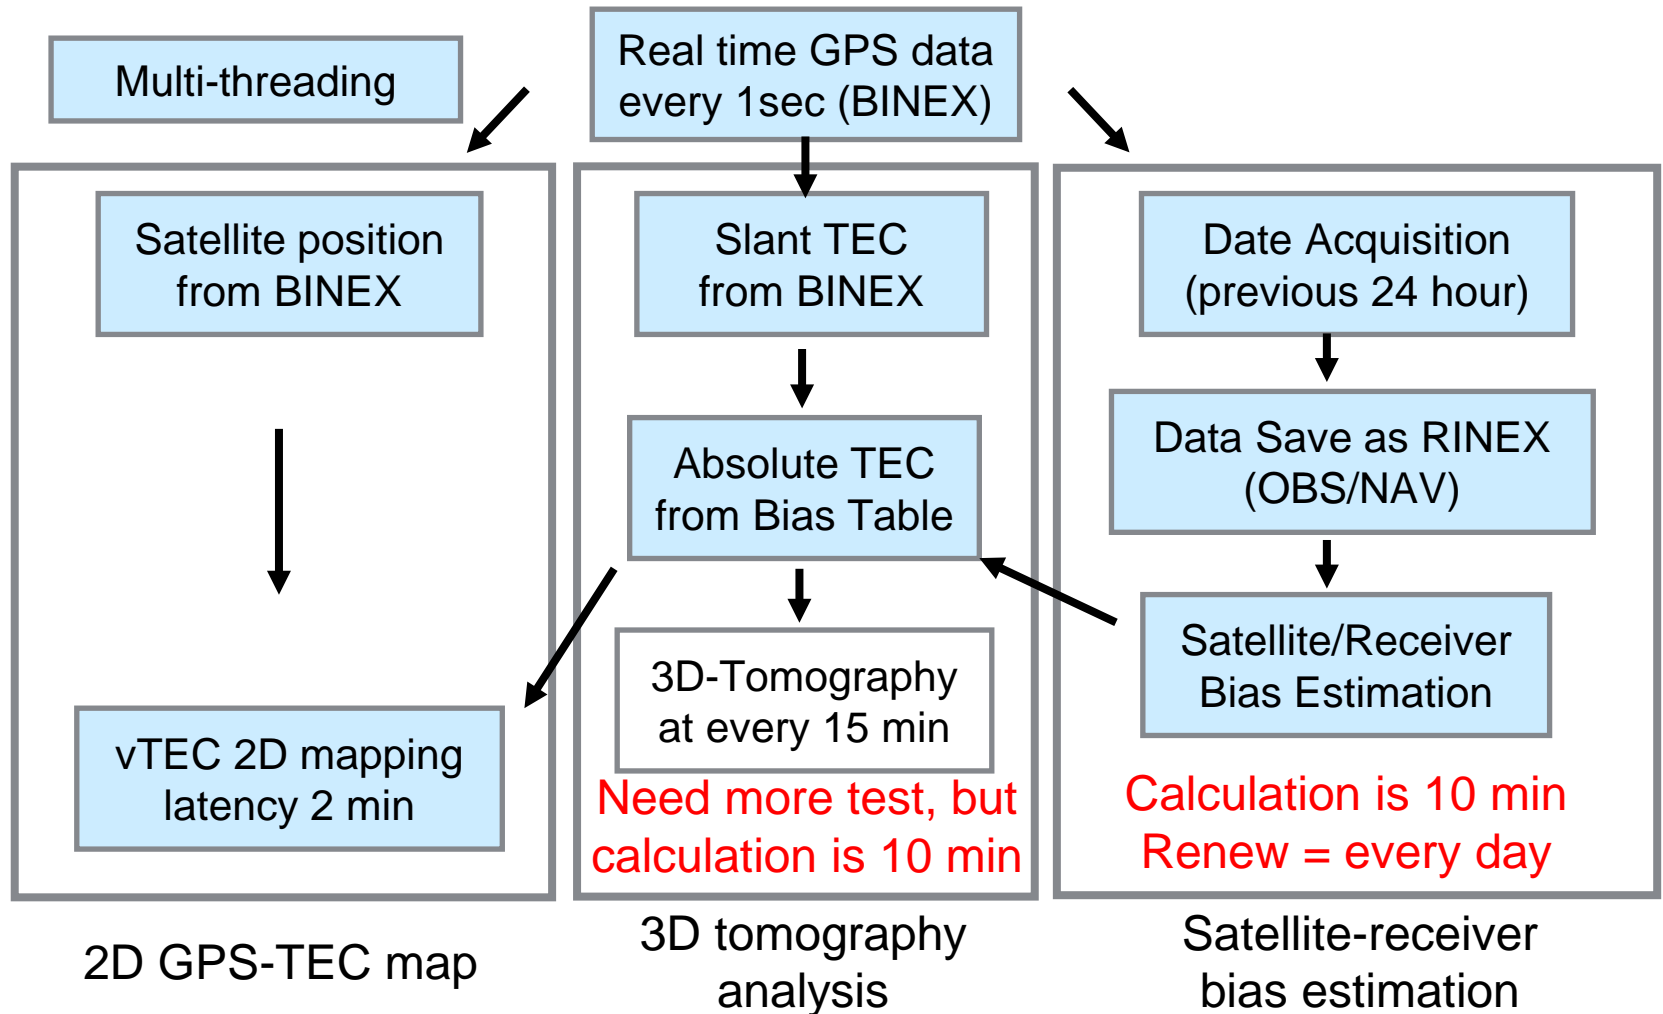 Multi-threading
Real time GPS data
every 1sec (BINEX)
Satellite position
from BINEX
vTEC 2D mapping
latency 2 min
2D GPS-TEC map
Slant TEC
from BINEX
Absolute TEC
from Bias Table
3D-Tomography
at every 15 min
Need more test, but
calculation is 10 min
3D tomography
analysis
Date Acquisition
(previous 24 hour)
Data Save as RINEX
(OBS/NAV)
Satellite/Receiver
Bias Estimation
Calculation is 10 min
Renew = every day
Satellite-receiver
bias estimation